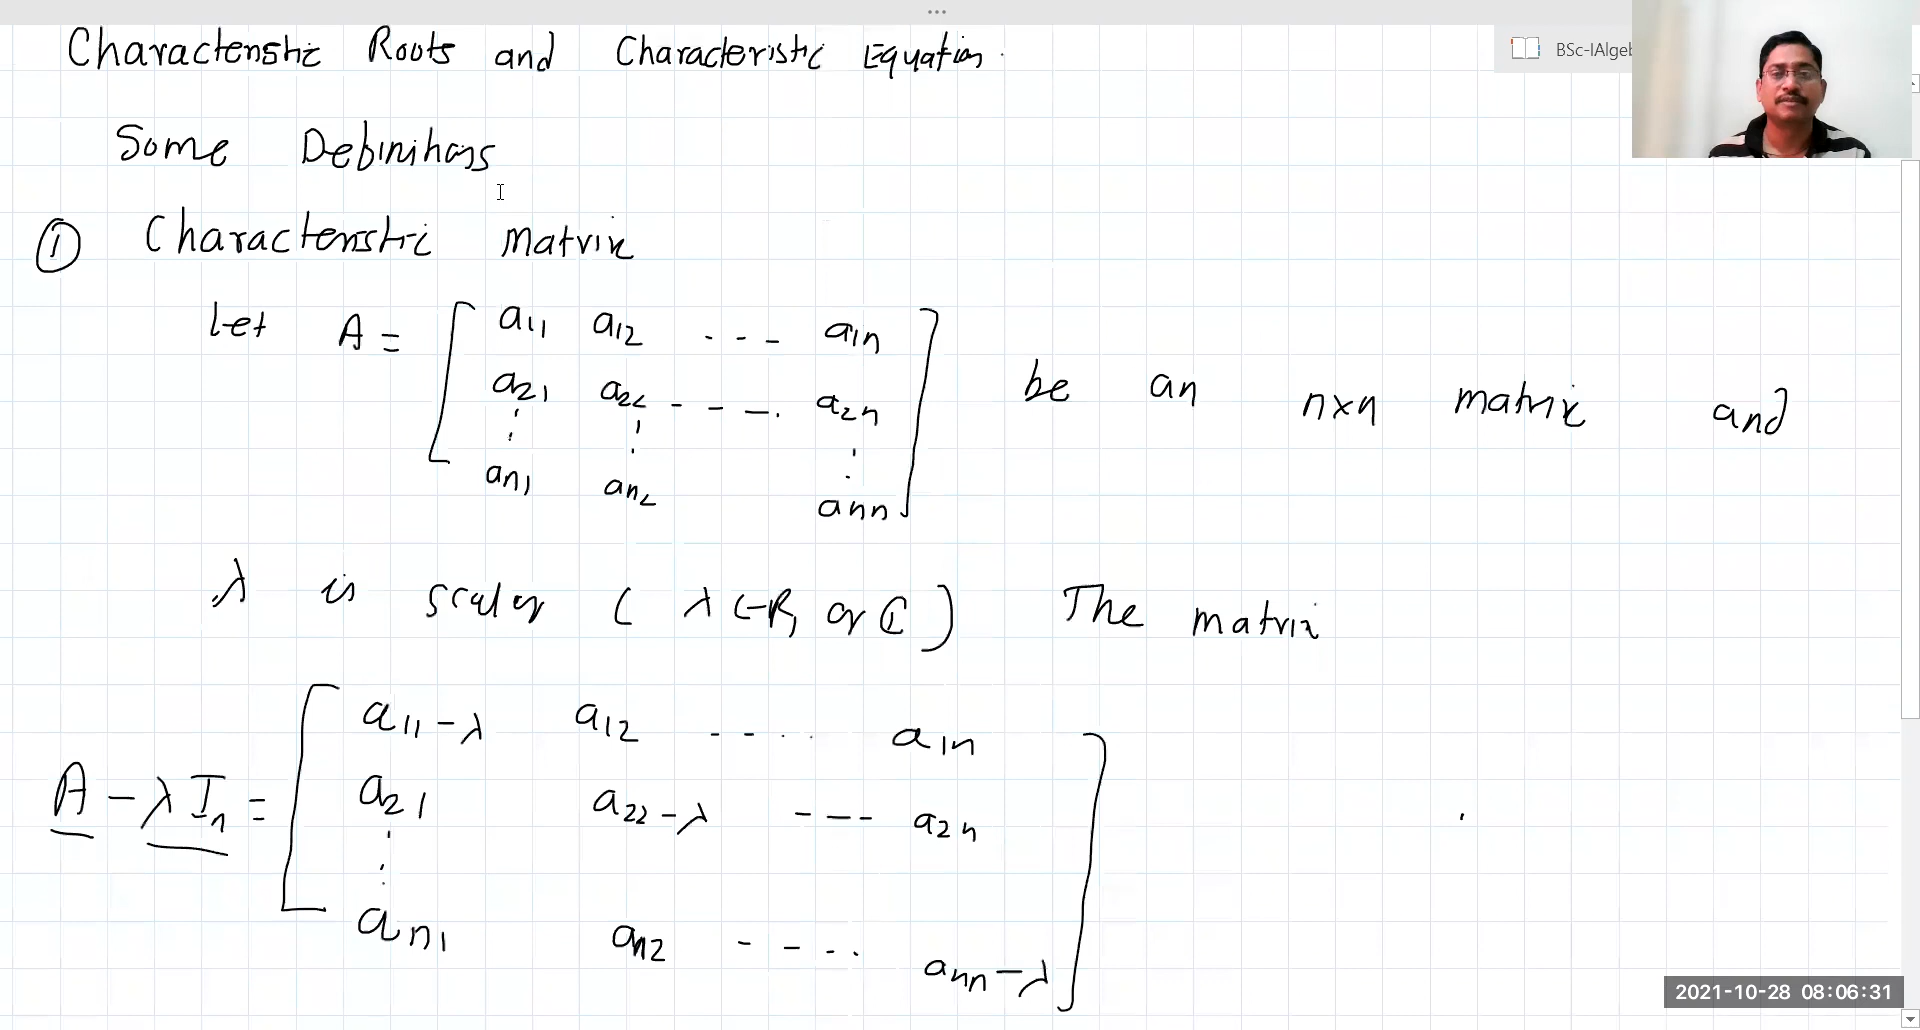 Characteristic Roots and Characteristic Equation.
BSc-IAlgeb
Some Definitions
① Characteristic matrix
Let A = [ a11 a12 --- a1n
a21 a22 ----. a2n
⋮ ⋮ ⋮
an1 an2 ann ] be an n×n matrix and
λ is scalar ( λ ∈ R or ℂ ) The matrix
A - λ In = [ a11-λ a12 --.. a1n
a21 a22-λ --- a2n
⋮
an1 an2 --.. ann-λ ]
2021-10-28 08:06:31